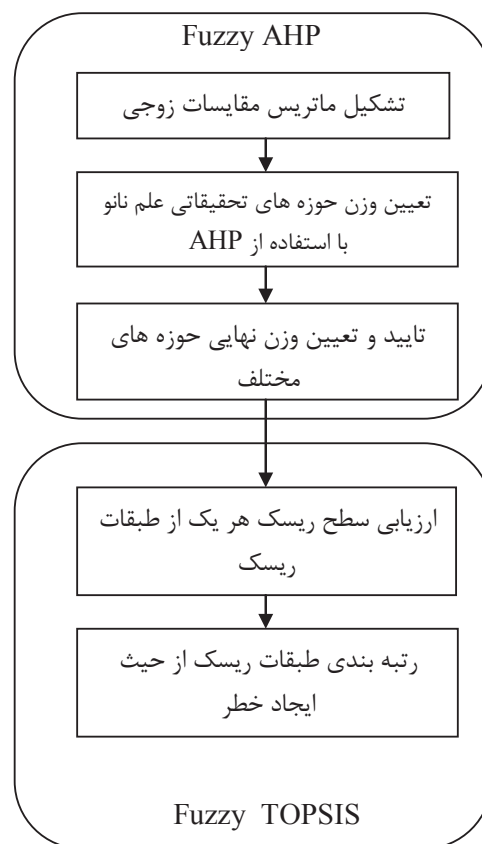 Fuzzy AHP
تشکیل ماتریس مقایسات زوجی
تعیین وزن حوزه های تحقیقاتی علم نانو
با استفاده از AHP
تایید و تعیین وزن نهایی حوزه های
مختلف
ارزیابی سطح ریسک هر یک از طبقات
ریسک
رتبه بندی طبقات ریسک از حیث
ایجاد خطر
Fuzzy TOPSIS